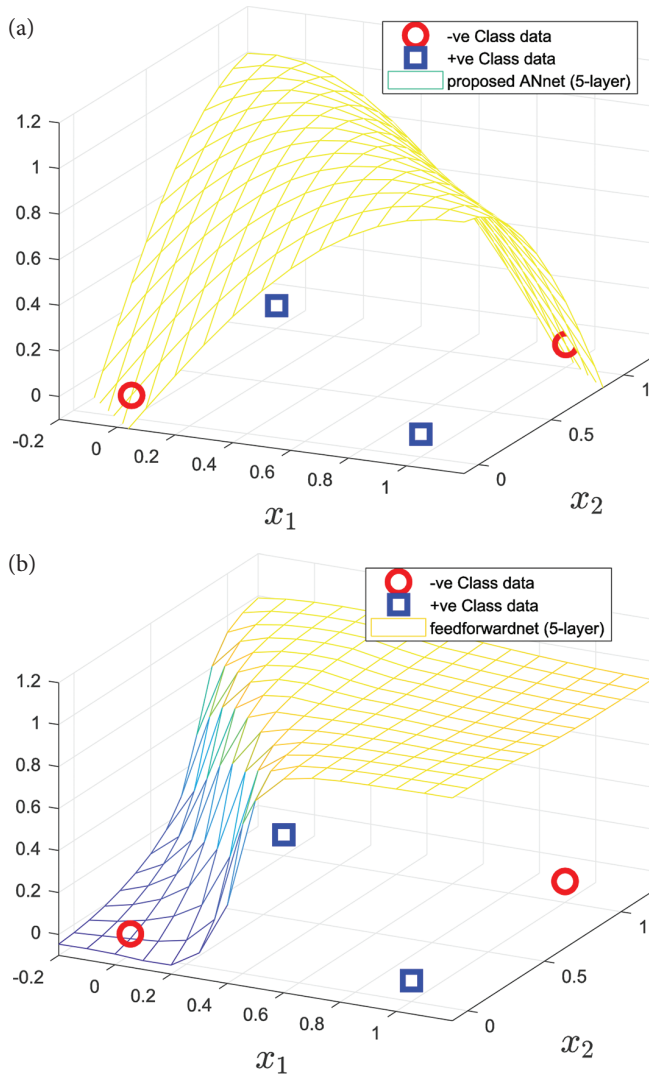 (a)
-ve Class data
+ve Class data
proposed ANnet (5-layer)
1.2
1
0.8
0.6
0.4
0.2
0
-0.2
0
0.2
0.4
0.6
0.8
1
x1
0
0.5
1
x2
(b)
-ve Class data
+ve Class data
feedforwardnet (5-layer)
1.2
1
0.8
0.6
0.4
0.2
0
-0.2
0
0.2
0.4
0.6
0.8
1
x1
0
0.5
1
x2